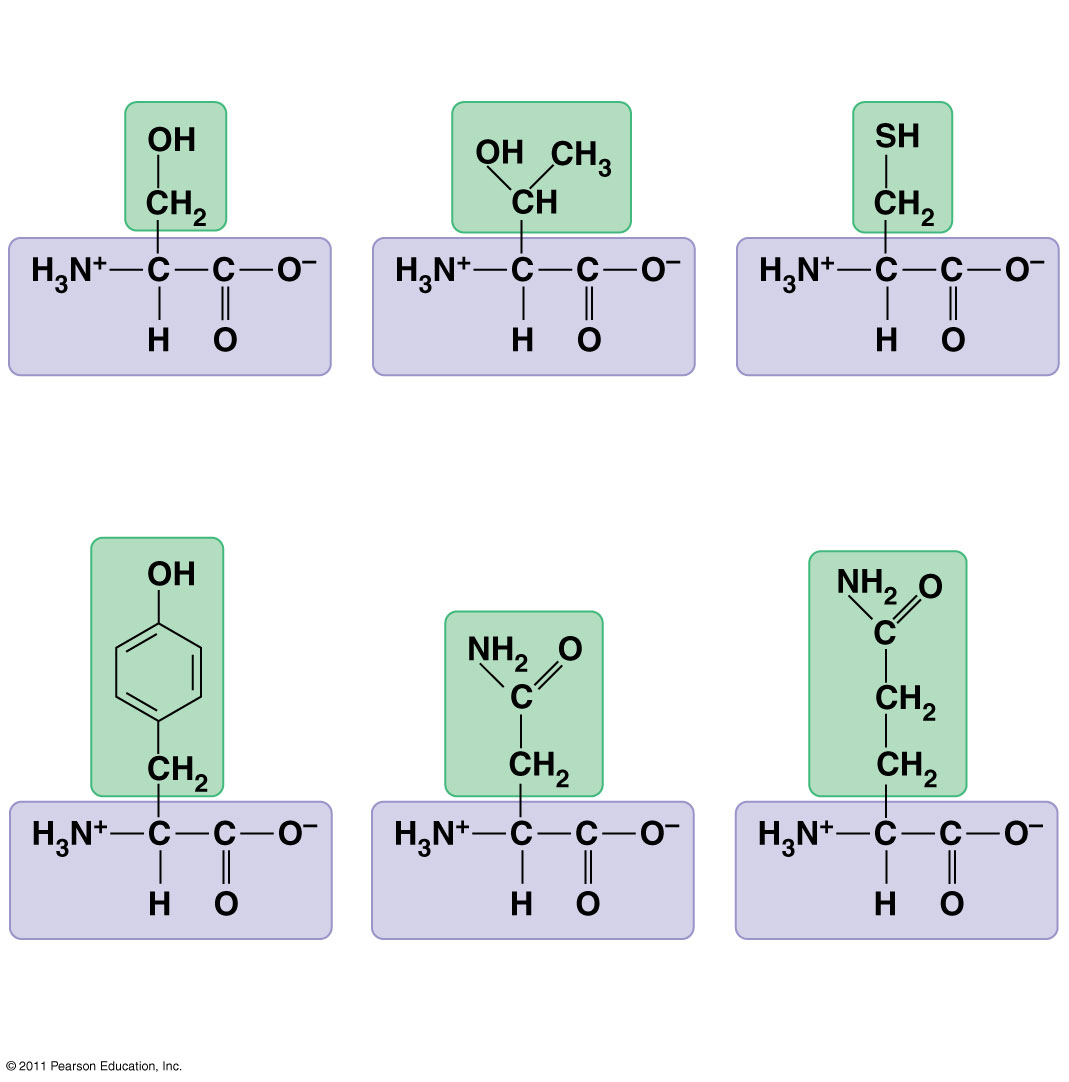 OH
CH2
H3N+ C C O–
H O
OH CH3
CH
H3N+ C C O–
H O
SH
CH2
H3N+ C C O–
H O
OH
CH2
H3N+ C C O–
H O
NH2 O
C
CH2
H3N+ C C O–
H O
NH2 O
C
CH2
CH2
H3N+ C C O–
H O
© 2011 Pearson Education, Inc.